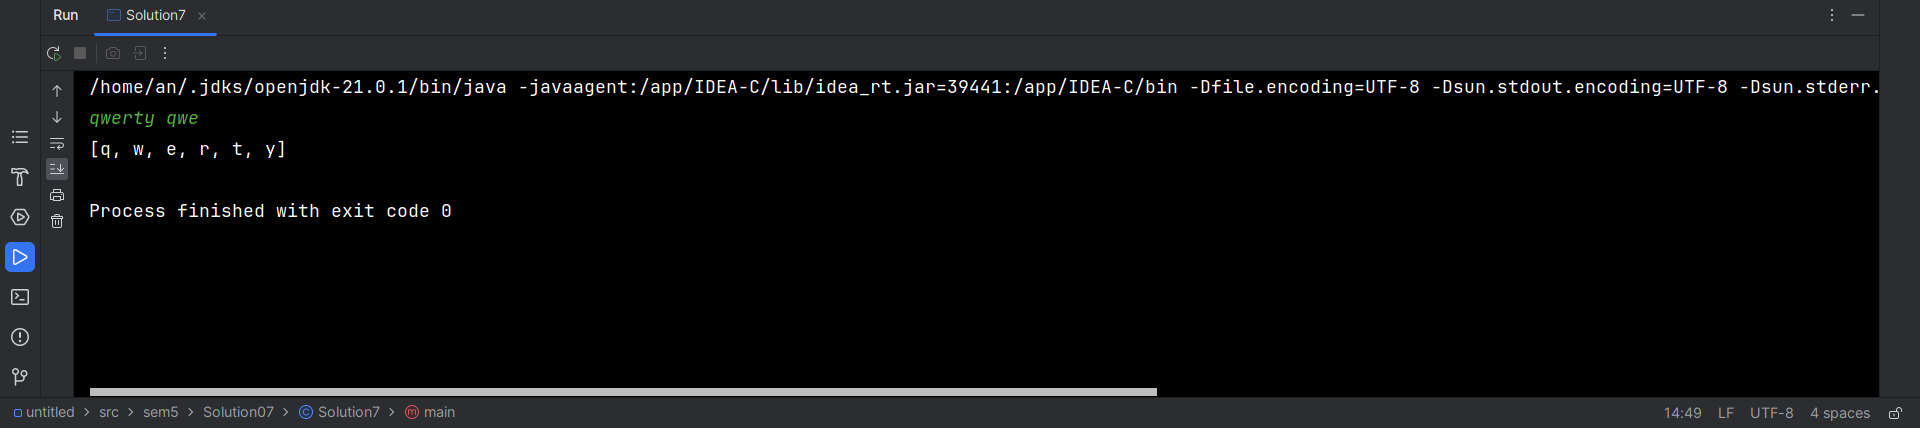 Run Solution7
/home/an/.jdks/openjdk-21.0.1/bin/java -javaagent:/app/IDEA-C/lib/idea_rt.jar=39441:/app/IDEA-C/bin -Dfile.encoding=UTF-8 -Dsun.stdout.encoding=UTF-8 -Dsun.stderr.
qwerty qwe
[q, w, e, r, t, y]
Process finished with exit code 0
untitled > src > sem5 > Solution07 > Solution7 > main 14:49 LF UTF-8 4 spaces